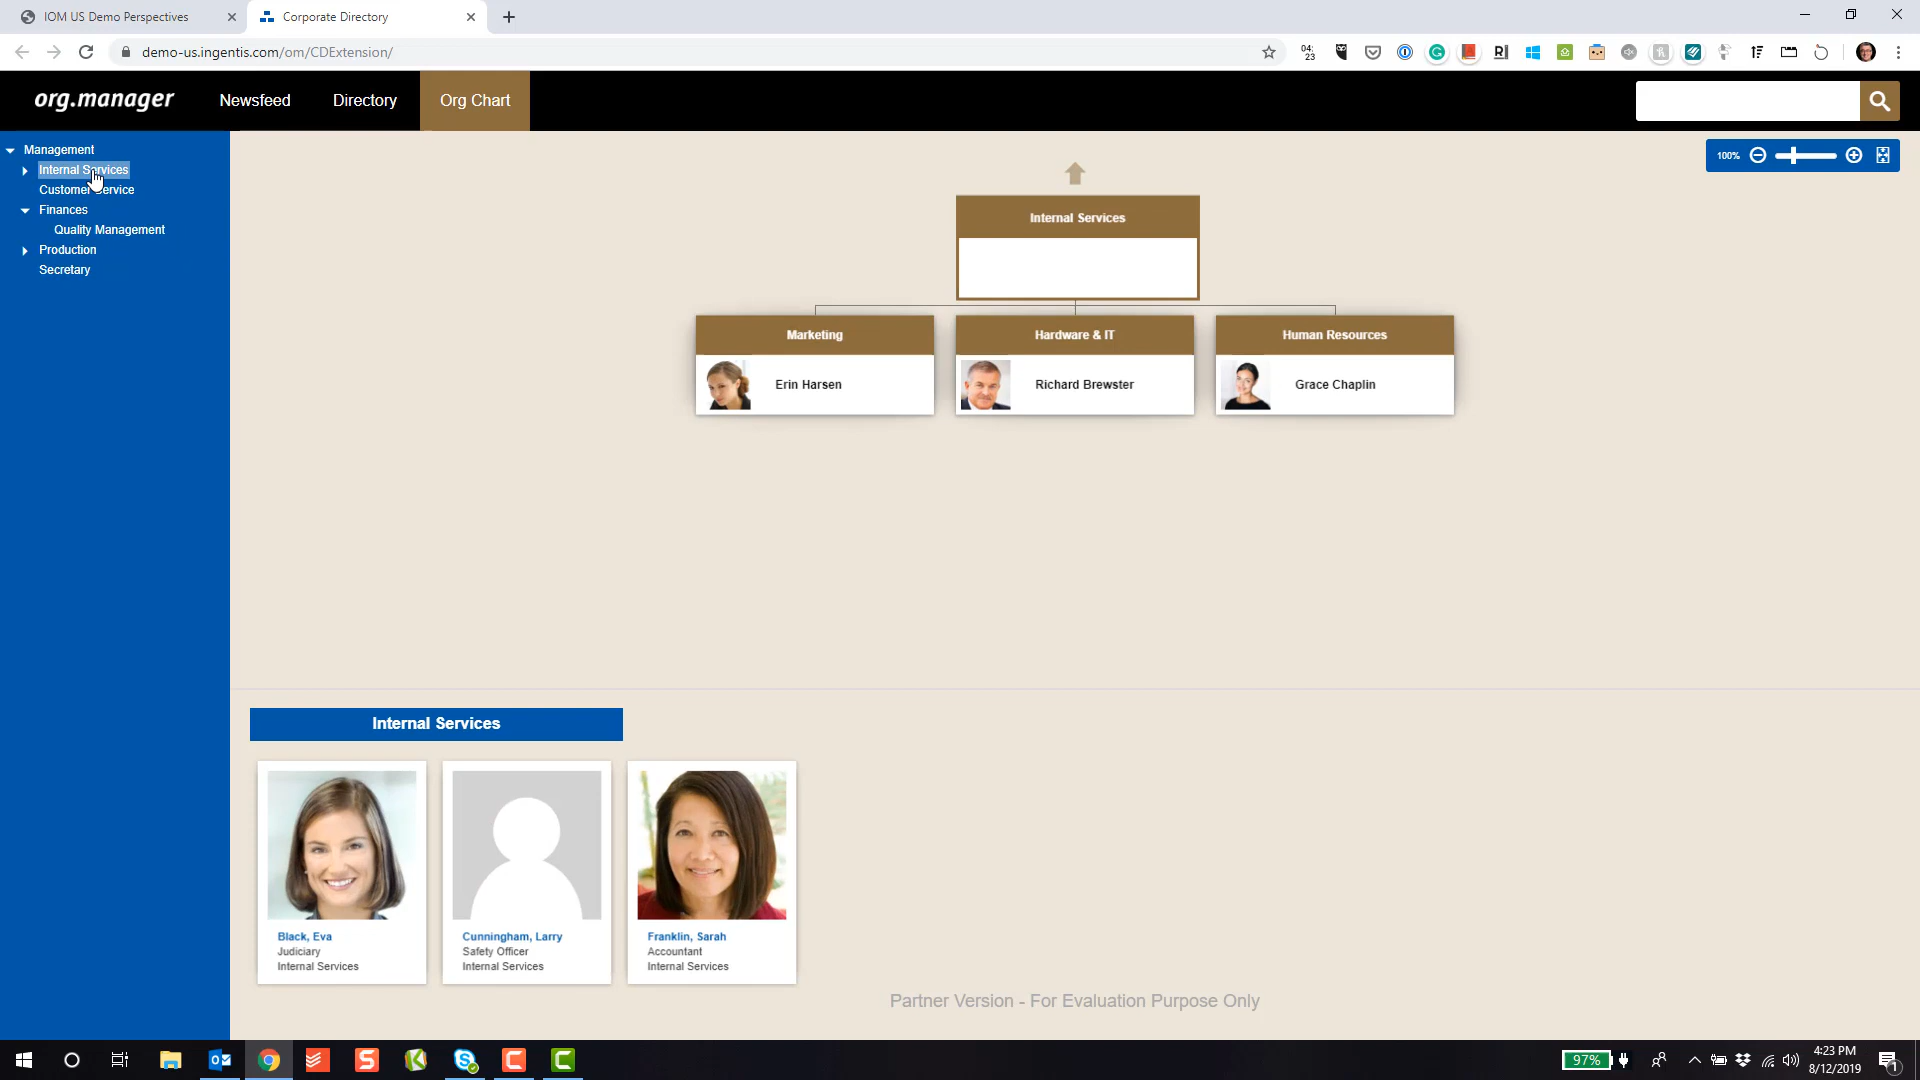 IOM US Demo Perspectives
Corporate Directory
demo-us.ingentis.com/om/CDExtension/
04:
23
org.manager
Newsfeed
Directory
Org Chart
Management
Internal Services
Customer Service
Finances
Quality Management
Production
Secretary
100%
Internal Services
Marketing
Hardware & IT
Human Resources
Erin Harsen
Richard Brewster
Grace Chaplin
Internal Services
Black, Eva
Judiciary
Internal Services
Cunningham, Larry
Safety Officer
Internal Services
Franklin, Sarah
Accountant
Internal Services
Partner Version - For Evaluation Purpose Only
97%
4:23 PM
8/12/2019
1